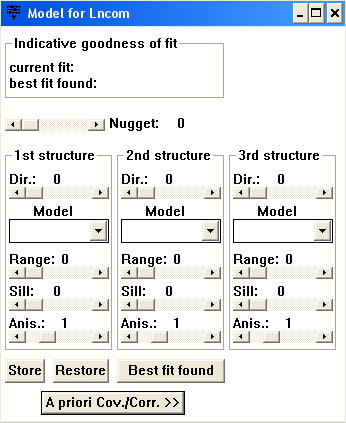 Model for Lncom
Indicative goodness of fit
current fit:
best fit found:
Nugget: 0
1st structure 2nd structure 3rd structure
Dir.: 0 Dir.: 0 Dir.: 0
Model Model Model
Range: 0 Range: 0 Range: 0
Sill: 0 Sill: 0 Sill: 0
Anis.: 1 Anis.: 1 Anis.: 1
Store Restore Best fit found
A priori Cov./Corr. >>